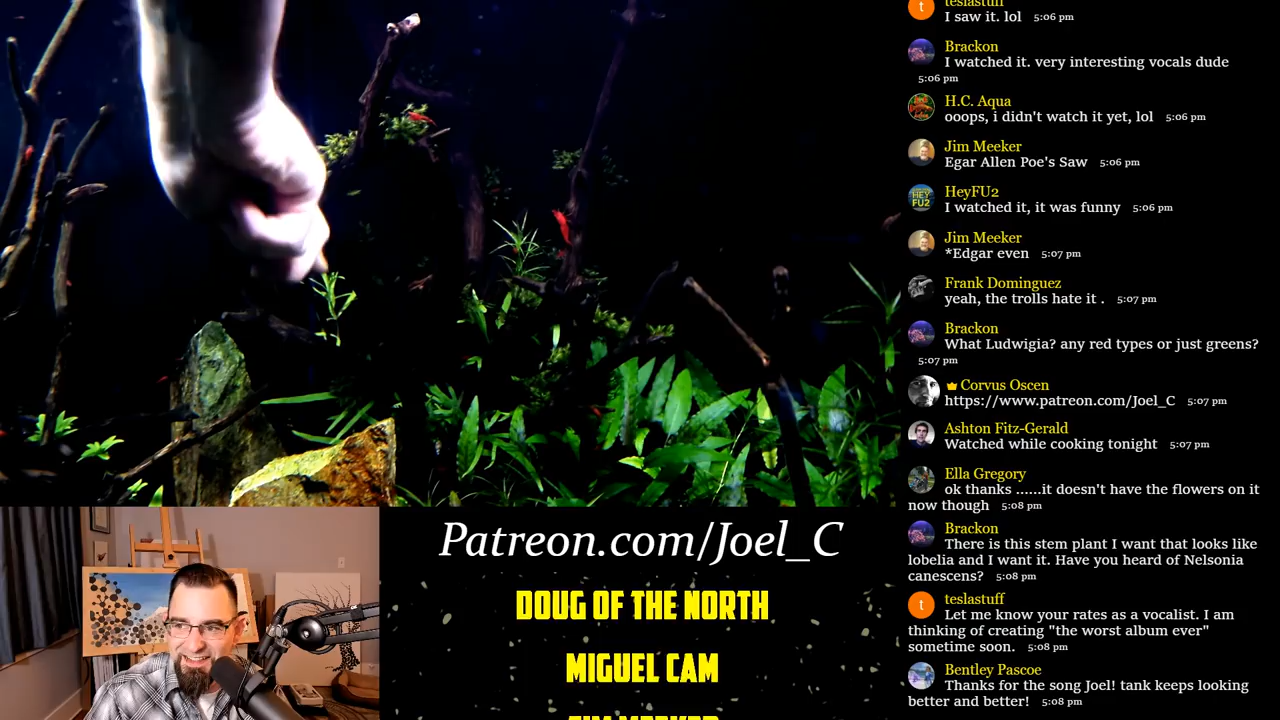 teslastuff
I saw it. lol 5:06 pm
Brackon
I watched it. very interesting vocals dude
5:06 pm
H.C. Aqua
ooops, i didn't watch it yet, lol 5:06 pm
Jim Meeker
Egar Allen Poe's Saw 5:06 pm
HEY FU2
HeyFU2
I watched it, it was funny 5:07 pm
Jim Meeker
*Edgar even 5:07 pm
Frank Dominguez
yeah, the trolls hate it . 5:07 pm
Brackon
What Ludwigia? any red types or just greens?
5:07 pm
Corvus Oscen
https://www.patreon.com/Joel_C 5:07 pm
Ashton Fitz-Gerald
Watched while cooking tonight 5:07 pm
Ella Gregory
ok thanks ......it doesn't have the flowers on it
now though 5:08 pm
Brackon
There is this stem plant I want that looks like
lobelia and I want it. Have you heard of Nelsonia
canescens? 5:08 pm
t teslastuff
Let me know your rates as a vocalist. I am
thinking of creating "the worst album ever"
sometime soon. 5:08 pm
Bentley Pascoe
Thanks for the song Joel! tank keeps looking
better and better! 5:08 pm
Patreon.com/Joel_C
DOUG OF THE NORTH
MIGUEL CAM